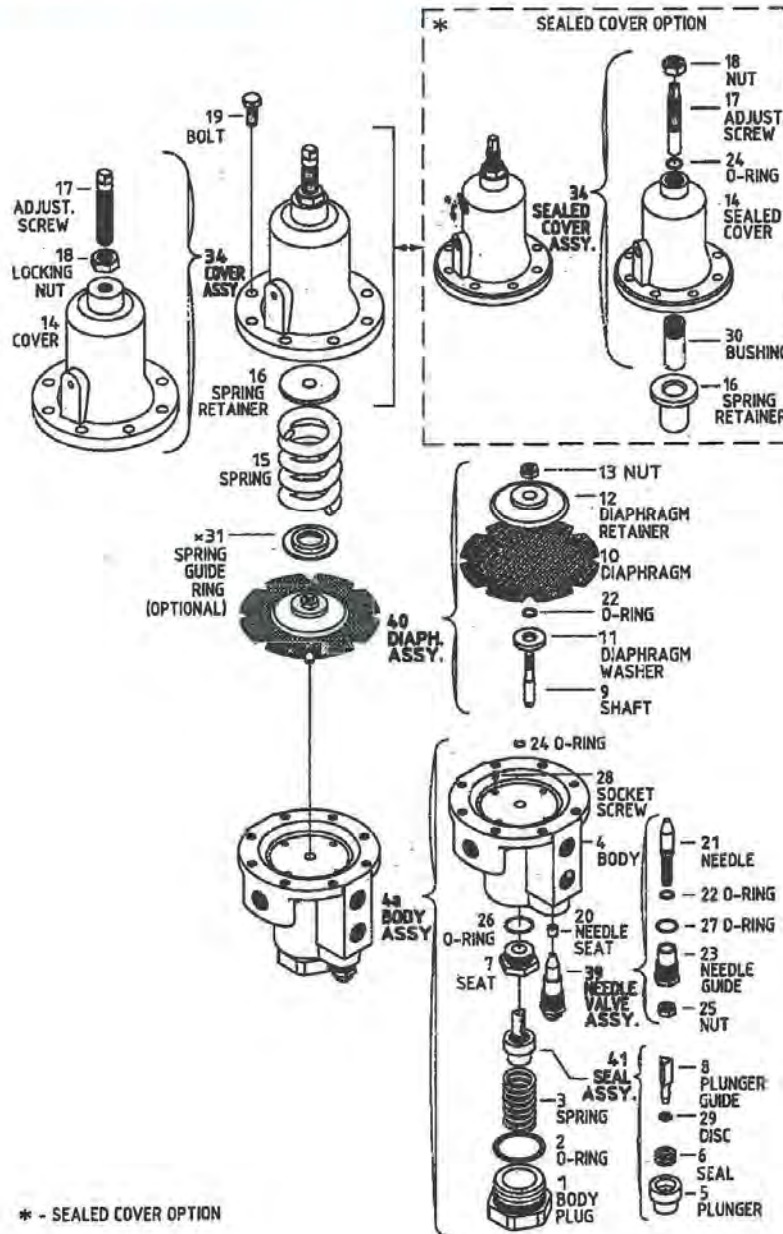 * SEALED COVER OPTION
18
NUT
17
ADJUST.
SCREW
24
O-RING
14
SEALED
COVER
34
SEALED
COVER
ASSY.
30
BUSHING
16
SPRING
RETAINER
19
BOLT
17
ADJUST.
SCREW
18
LOCKING
NUT
14
COVER
34
COVER
ASSY
16
SPRING
RETAINER
15
SPRING
*31
SPRING
GUIDE
RING
(OPTIONAL)
40
DIAPH.
ASSY.
13 NUT
12
DIAPHRAGM
RETAINER
10
DIAPHRAGM
22
O-RING
11
DIAPHRAGM
WASHER
9
SHAFT
24 O-RING
28
SOCKET
SCREW
4
BODY
4a
BODY
ASSY
26
O-RING
7
SEAT
20
NEEDLE
SEAT
39
NEEDLE
VALVE
ASSY.
21
NEEDLE
22 O-RING
27 O-RING
23
NEEDLE
GUIDE
25
NUT
41
SEAL
ASSY.
3
SPRING
2
O-RING
1
BODY
PLUG
8
PLUNGER
GUIDE
29
DISC
6
SEAL
5
PLUNGER
* - SEALED COVER OPTION